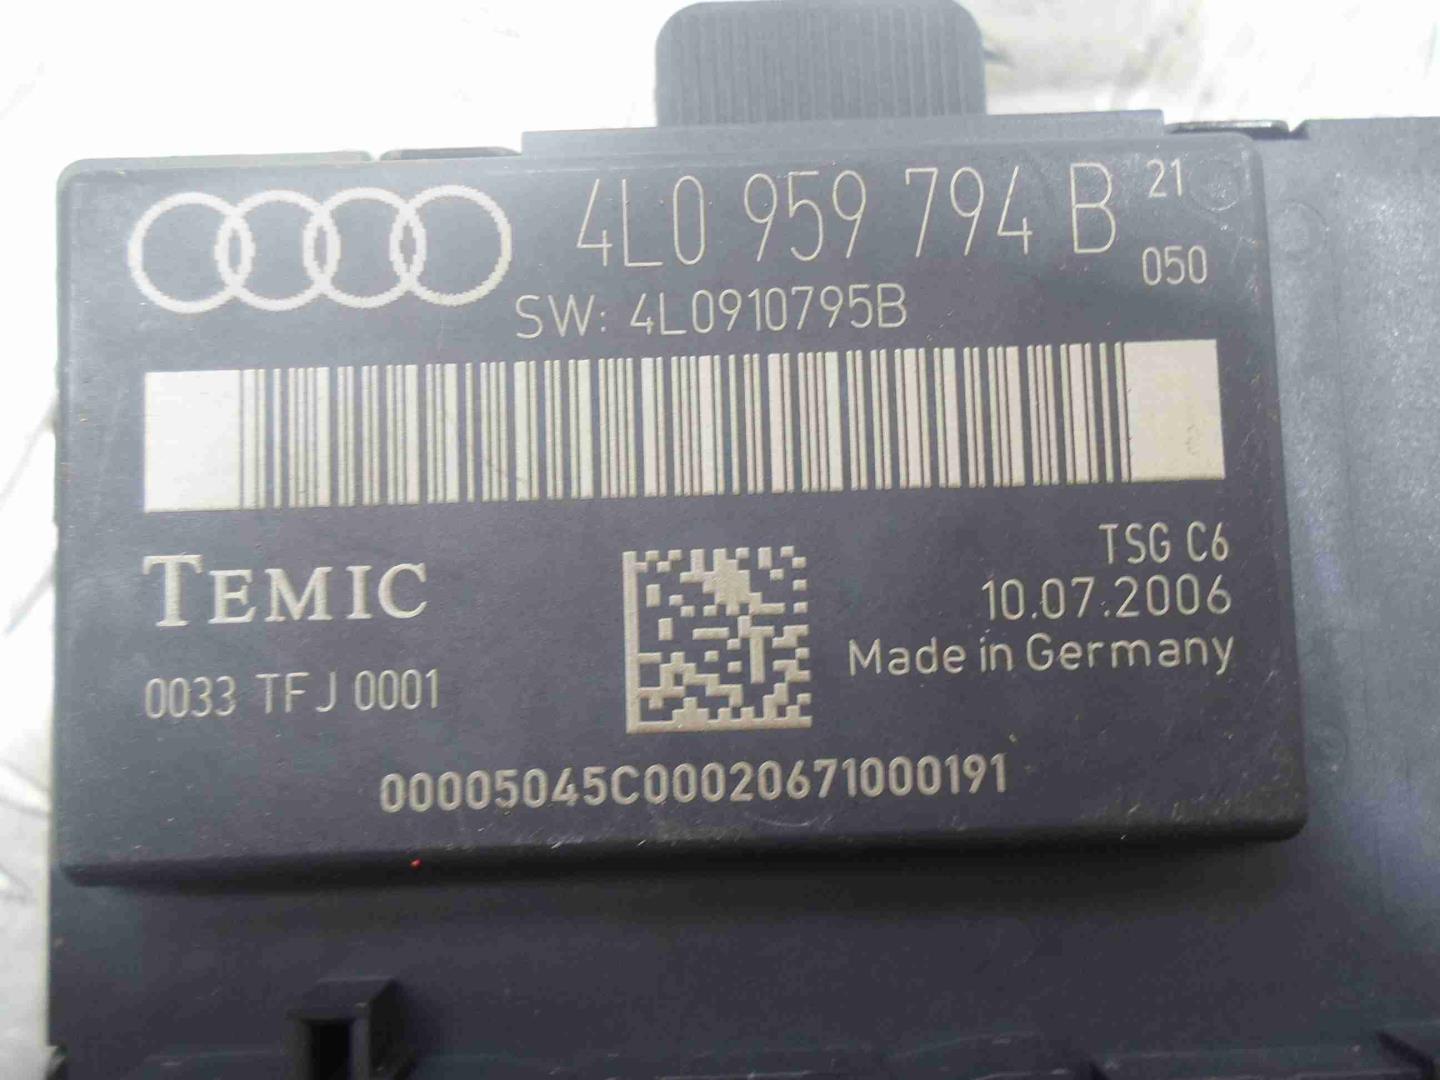 4L0 959 794 B 21
050
SW: 4L0910795B
TEMIC
TSG C6
10.07.2006
Made in Germany
0033 TFJ 0001
00005045C00020671000191